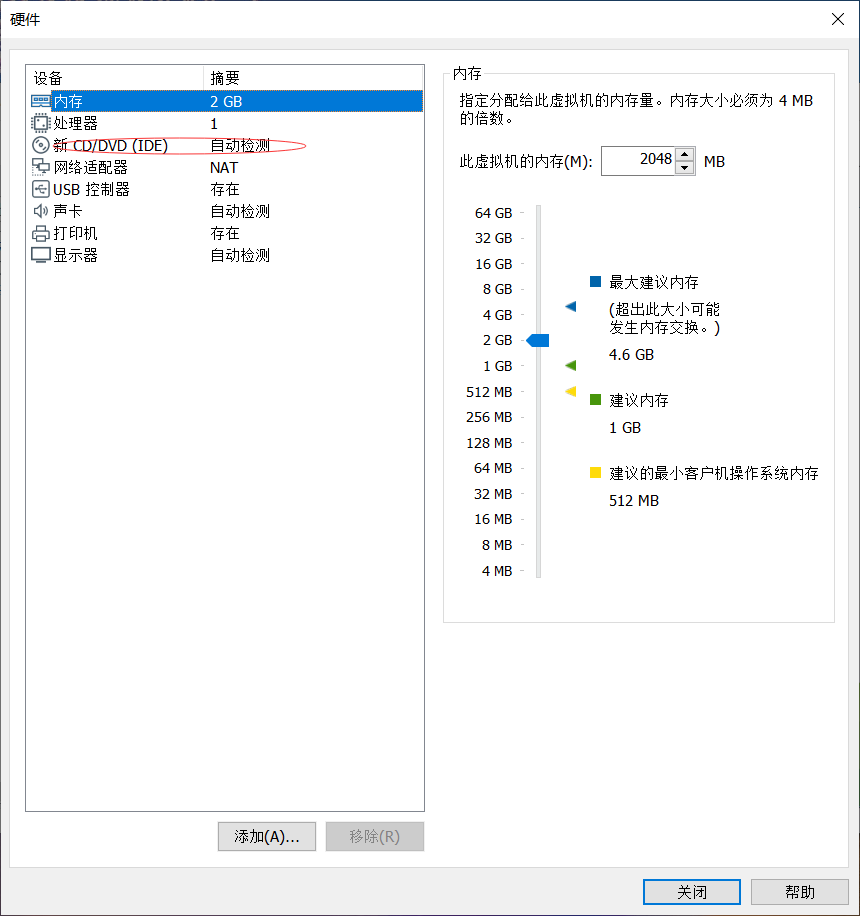 硬件
设备 摘要
内存 2 GB
处理器 1
新 CD/DVD (IDE) 自动检测
网络适配器 NAT
USB 控制器 存在
声卡 自动检测
打印机 存在
显示器 自动检测
添加(A)... 移除(R)
内存
指定分配给此虚拟机的内存量。内存大小必须为 4 MB
的倍数。
此虚拟机的内存(M): 2048 MB
64 GB
32 GB
16 GB
8 GB
4 GB
2 GB
1 GB
512 MB
256 MB
128 MB
64 MB
32 MB
16 MB
8 MB
4 MB
最大建议内存
(超出此大小可能
发生内存交换。)
4.6 GB
建议内存
1 GB
建议的最小客户机操作系统内存
512 MB
关闭 帮助